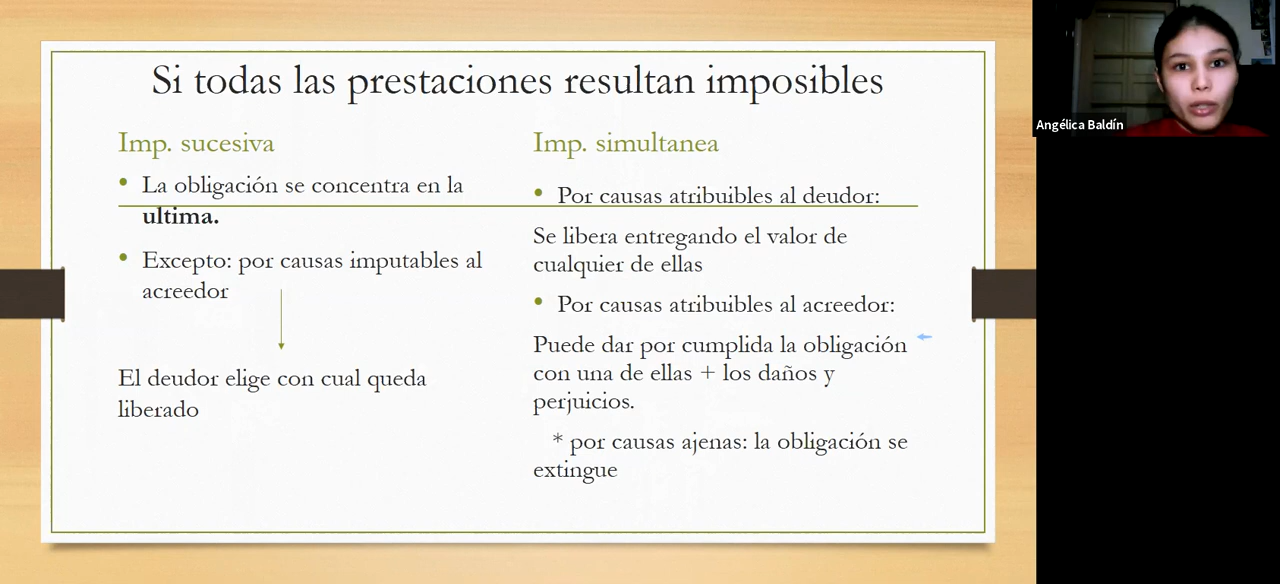 Si todas las prestaciones resultan imposibles
Imp. sucesiva
La obligación se concentra en la
ultima.
Excepto: por causas imputables al
acreedor
El deudor elige con cual queda
liberado
Imp. simultanea
Por causas atribuibles al deudor:
Se libera entregando el valor de
cualquier de ellas
Por causas atribuibles al acreedor:
Puede dar por cumplida la obligación
con una de ellas + los daños y
perjuicios.
* por causas ajenas: la obligación se
extingue
Angélica Baldín